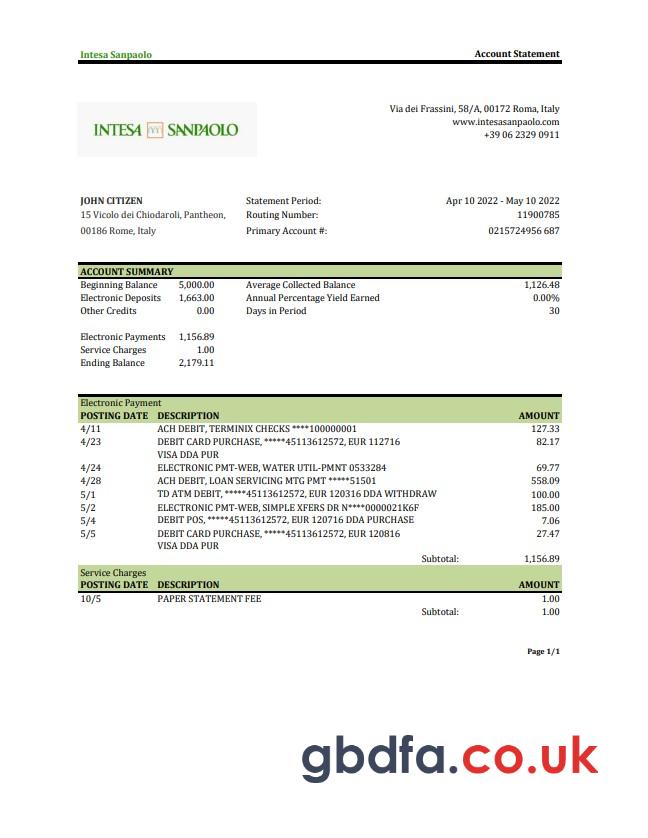 Intesa Sanpaolo Account Statement
INTESA SANPAOLO
Via dei Frassini, 58/A, 00172 Roma, Italy
www.intesasanpaolo.com
+39 06 2329 0911
JOHN CITIZEN Statement Period: Apr 10 2022 - May 10 2022
15 Vicolo dei Chiodaroli, Pantheon, Routing Number: 11900785
00186 Rome, Italy Primary Account #: 0215724956 687
ACCOUNT SUMMARY
Beginning Balance 5,000.00 Average Collected Balance 1,126.48
Electronic Deposits 1,663.00 Annual Percentage Yield Earned 0.00%
Other Credits 0.00 Days in Period 30
Electronic Payments 1,156.89
Service Charges 1.00
Ending Balance 2,179.11
Electronic Payment
POSTING DATE DESCRIPTION AMOUNT
4/11 ACH DEBIT, TERMINIX CHECKS ****100000001 127.33
4/23 DEBIT CARD PURCHASE, *****45113612572, EUR 112716 82.17
VISA DDA PUR
4/24 ELECTRONIC PMT-WEB, WATER UTIL-PMNT 0533284 69.77
4/28 ACH DEBIT, LOAN SERVICING MTG PMT *****51501 558.09
5/1 TD ATM DEBIT, *****45113612572, EUR 120316 DDA WITHDRAW 100.00
5/2 ELECTRONIC PMT-WEB, SIMPLE XFERS DR N****0000021K6F 185.00
5/4 DEBIT POS, *****45113612572, EUR 120716 DDA PURCHASE 7.06
5/5 DEBIT CARD PURCHASE, *****45113612572, EUR 120816 27.47
VISA DDA PUR
Subtotal: 1,156.89
Service Charges
POSTING DATE DESCRIPTION AMOUNT
10/5 PAPER STATEMENT FEE 1.00
Subtotal: 1.00
Page 1/1
gbdfa.co.uk